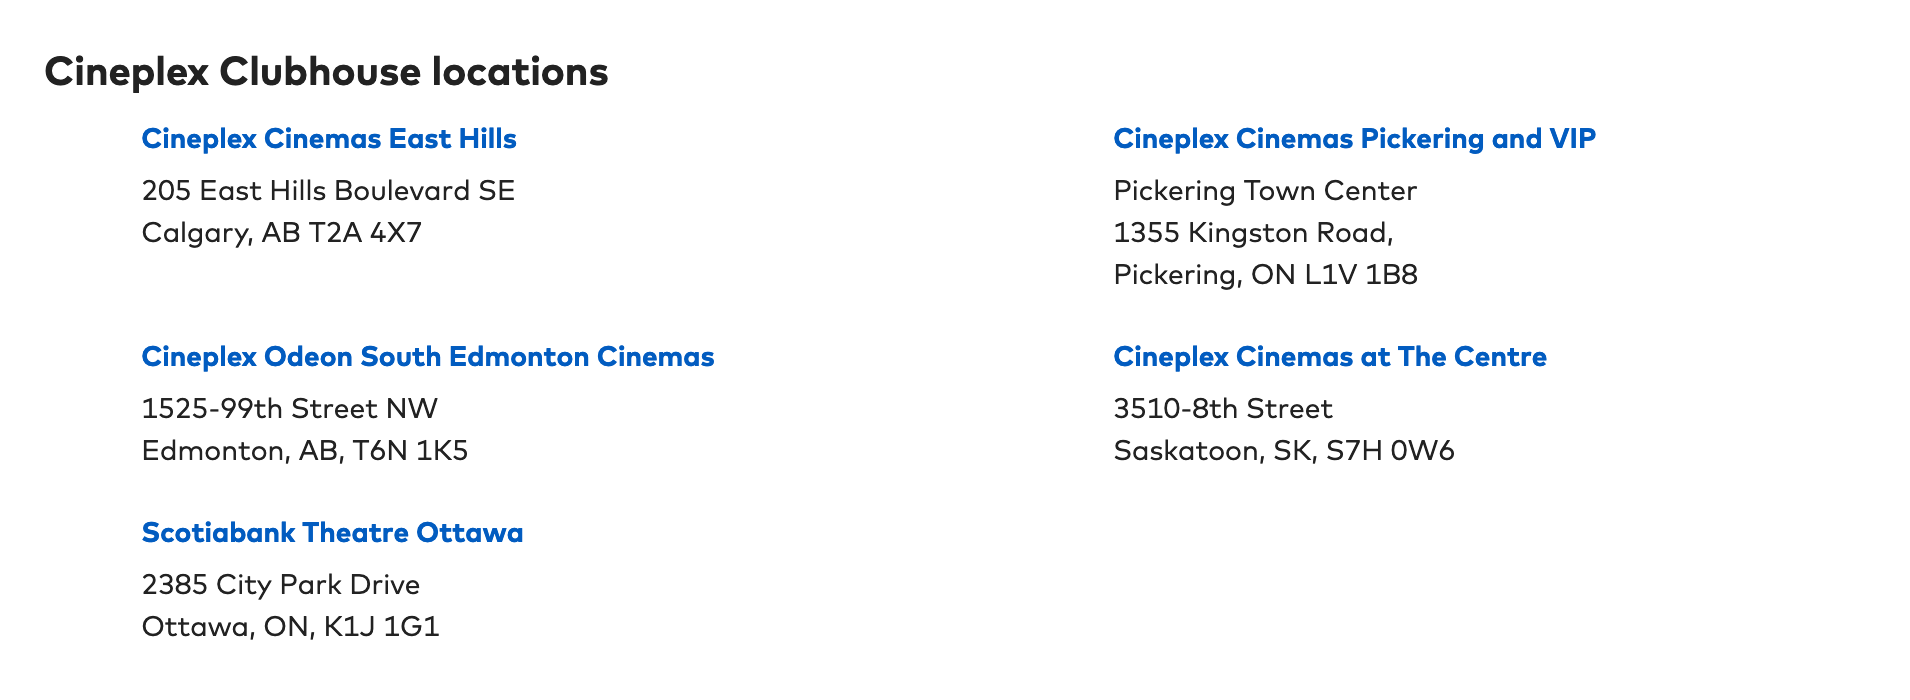 Cineplex Clubhouse locations
Cineplex Cinemas East Hills
205 East Hills Boulevard SE
Calgary, AB T2A 4X7
Cineplex Cinemas Pickering and VIP
Pickering Town Center
1355 Kingston Road,
Pickering, ON L1V 1B8
Cineplex Odeon South Edmonton Cinemas
1525-99th Street NW
Edmonton, AB, T6N 1K5
Cineplex Cinemas at The Centre
3510-8th Street
Saskatoon, SK, S7H 0W6
Scotiabank Theatre Ottawa
2385 City Park Drive
Ottawa, ON, K1J 1G1